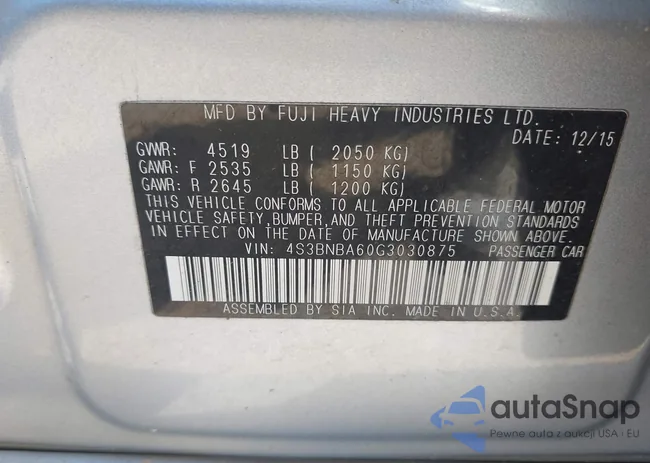 MFD BY FUJI HEAVY INDUSTRIES LTD.
DATE: 12/15
GVWR: 4519 LB ( 2050 KG)
GAWR: F 2535 LB ( 1150 KG)
GAWR: R 2645 LB ( 1200 KG)
THIS VEHICLE CONFORMS TO ALL APPLICABLE FEDERAL MOTOR
VEHICLE SAFETY, BUMPER, AND THEFT PREVENTION STANDARDS
IN EFFECT ON THE DATE OF MANUFACTURE SHOWN ABOVE.
VIN: 4S3BNBA60G3030875 PASSENGER CAR
ASSEMBLED BY SIA INC. MADE IN U.S.A.
autaSnap
Pewne auta z aukcji USA i EU